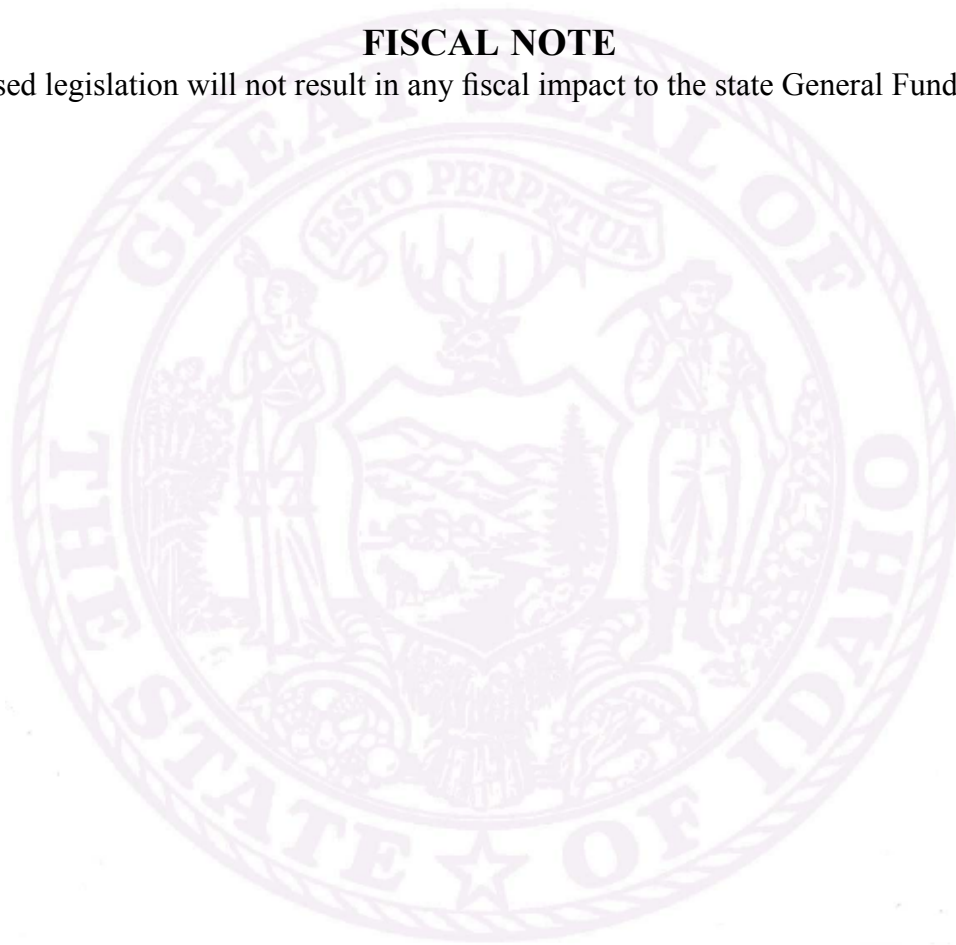 FISCAL NOTE
sed legislation will not result in any fiscal impact to the state General Fund
GREAT SEAL OF
THE STATE OF IDAHO
ESTO PERPETUA